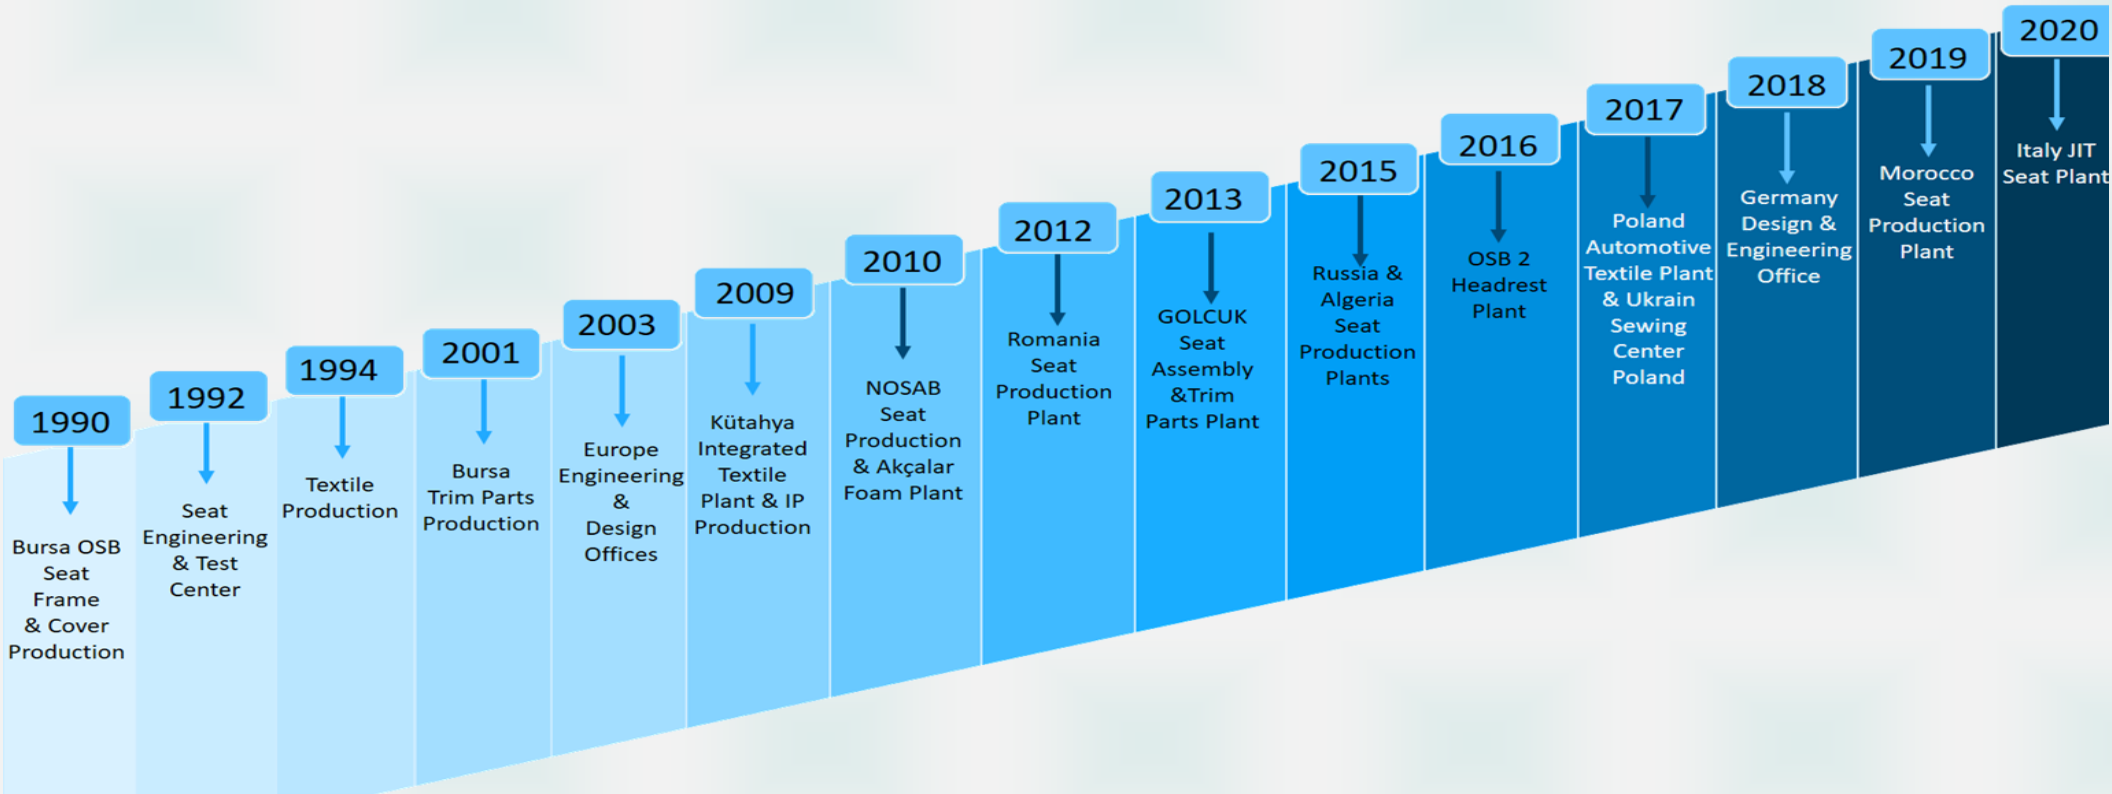 1990
Bursa OSB
Seat
Frame
& Cover
Production
1992
Seat
Engineering
& Test
Center
1994
Textile
Production
2001
Bursa
Trim Parts
Production
2003
Europe
Engineering
&
Design
Offices
2009
Kütahya
Integrated
Textile
Plant & IP
Production
2010
NOSAB
Seat
Production
& Akçalar
Foam Plant
2012
Romania
Seat
Production
Plant
2013
GOLCUK
Seat
Assembly
&Trim
Parts Plant
2015
Russia &
Algeria
Seat
Production
Plants
2016
OSB 2
Headrest
Plant
2017
Poland
Automotive
Textile Plant
& Ukrain
Sewing
Center
Poland
2018
Germany
Design &
Engineering
Office
2019
Morocco
Seat
Production
Plant
2020
Italy JIT
Seat Plant